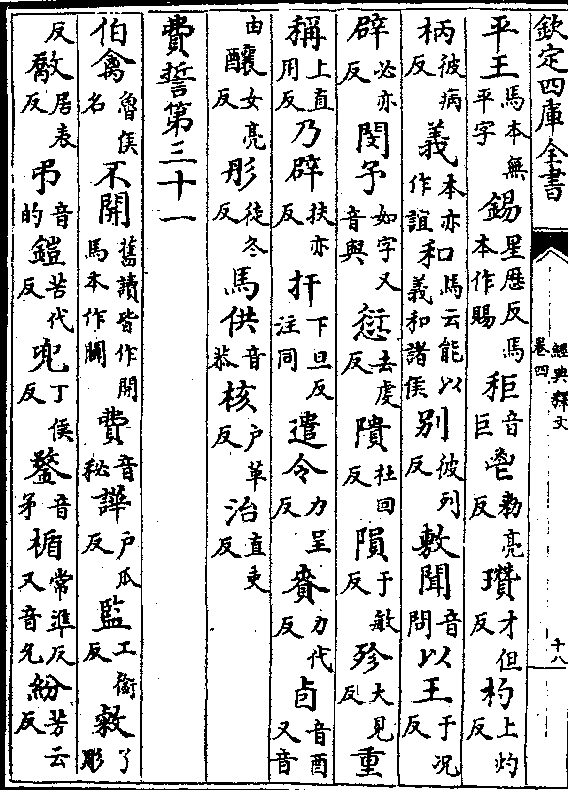 欽定四庫全書
經典釋文
卷四
十八
平王馬本無平字錫星歷反馬本作賜秬音巨鬯勑亮反瓉才但反杓上灼反
柄彼病反義本亦作誼和馬云能以義和諸侯别彼列反敷聞音問以王于况反
辟必亦反閔予如字又音與愆去虔反隤杜回反隕于敏反殄大見反重
稱上直用反乃辟扶亦反扞下旦反注同遣令力呈反賚力代反卣音酉又音
由釀女亮反彤徒冬反馬供音恭核户革反治直吏反
費誓第三十一
伯禽魯侯名不開舊讀皆作開馬本作闢費音秘譁户瓜反監工銜反敹了彫
反敿居表反弔音的鎧苦代反兜丁侯反鍪音矛楯常準反又音允紛芳云反